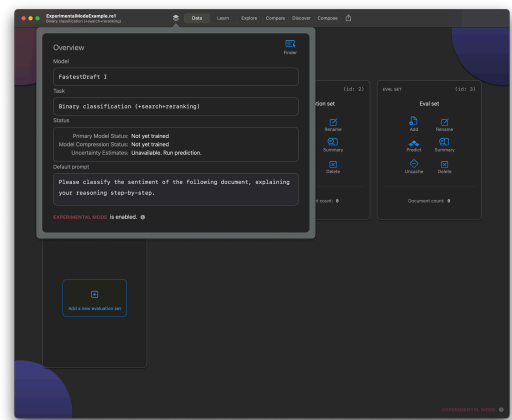 ExperimentalModeExample.re1
Binary classification (+search+reranking)
Data Learn Explore Compare Discover Compose
Overview
Finder
Model
FastestDraft I
Task
Binary classification (+search+reranking)
Status
Primary Model Status: Not yet trained
Model Compression Status: Not yet trained
Uncertainty Estimates: Unavailable. Run prediction.
Default prompt
Please classify the sentiment of the following document, explaining
your reasoning step-by-step.
EXPERIMENTAL MODE is enabled.
(id: 2)
tion set
Rename
Summary
Delete
t count: 0
EVAL SET (id: 3)
Eval set
Add Rename
Predict Summary
Uncache Delete
Document count: 0
Add a new evaluation set
EXPERIMENTAL MODE